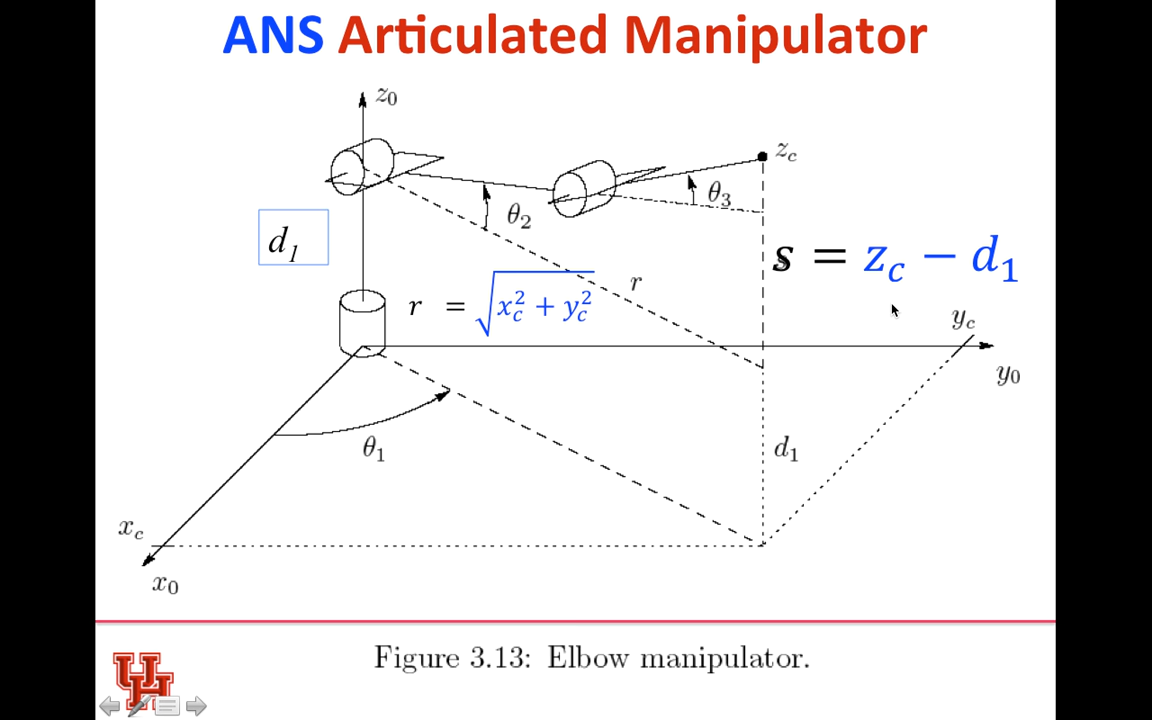 ANS Articulated Manipulator
z₀
z_c
θ₃
θ₂
d₁
s = z_c − d₁
r
r = √(x_c² + y_c²)
y_c
y₀
θ₁
d₁
x_c
x₀
Figure 3.13: Elbow manipulator.
UH